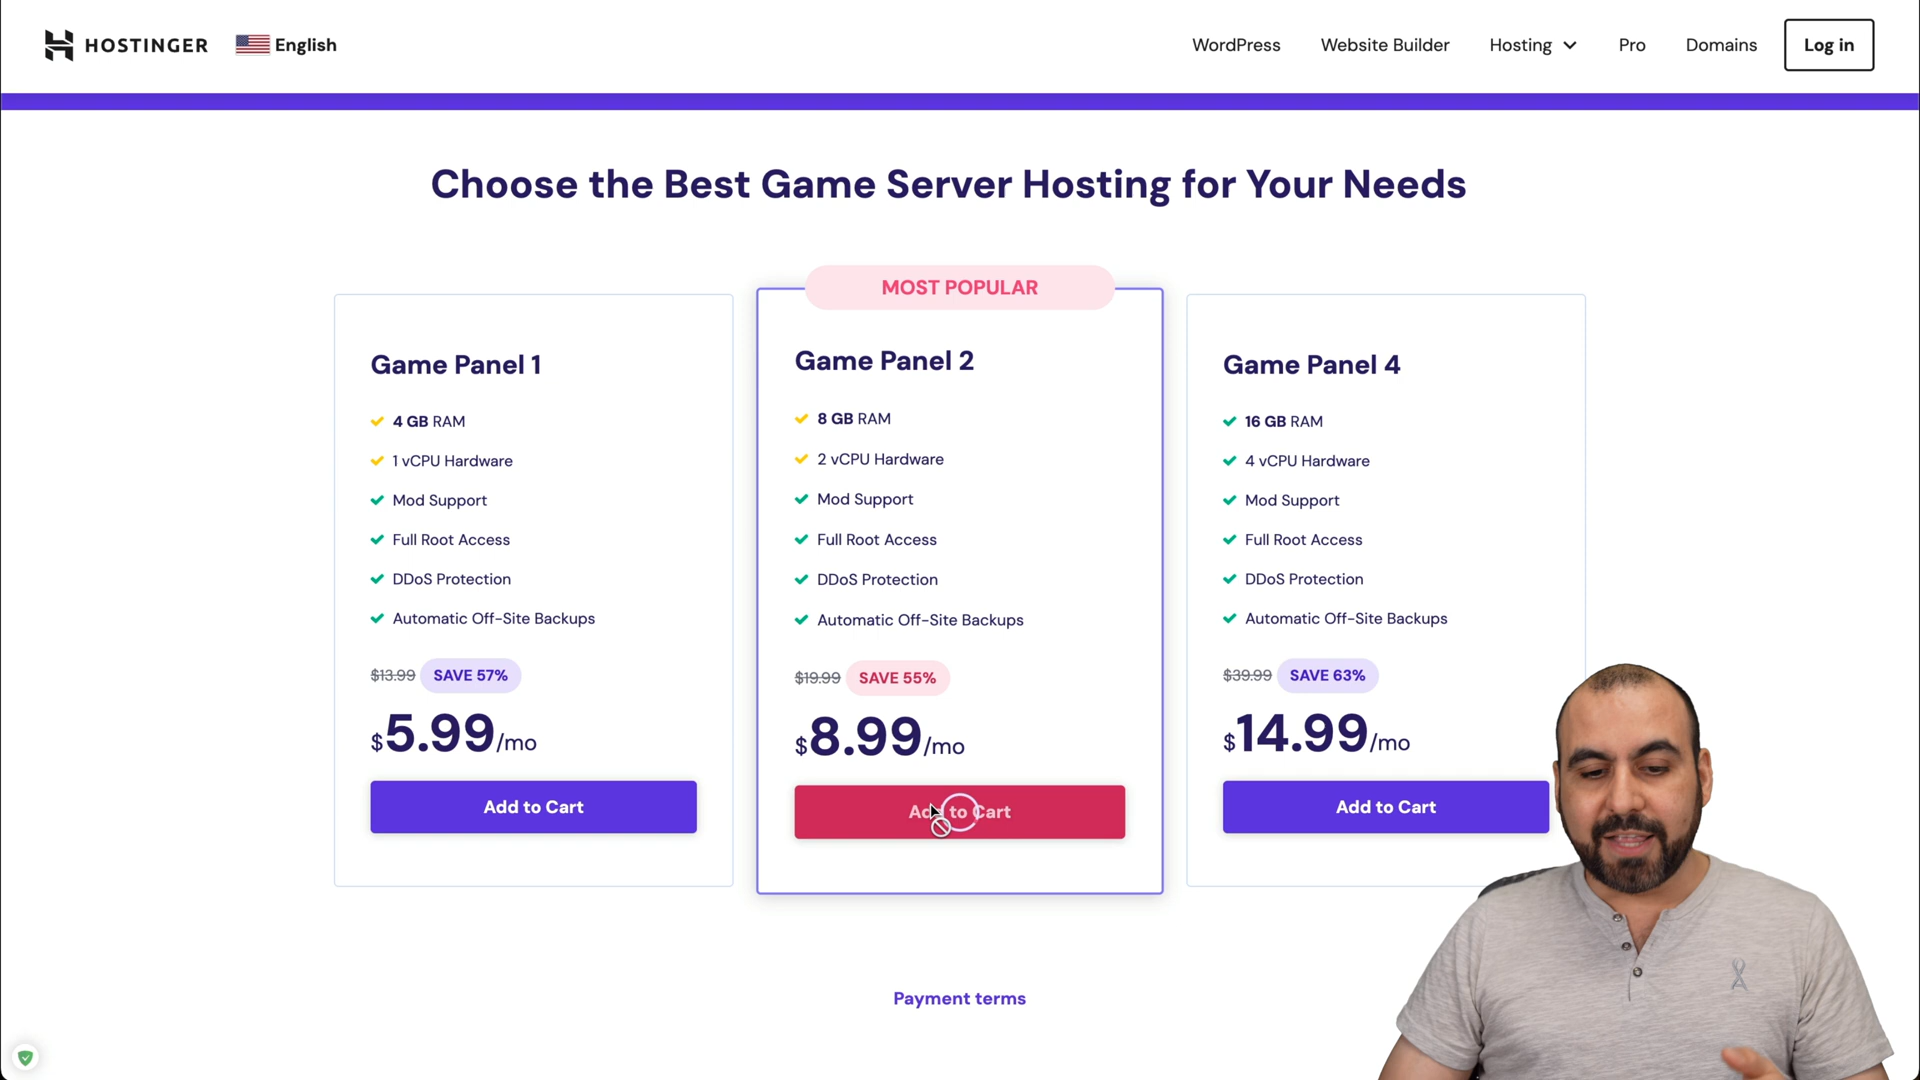 HOSTINGER
English
WordPress
Website Builder
Hosting
Pro
Domains
Log in
Choose the Best Game Server Hosting for Your Needs
Game Panel 1
4 GB RAM
1 vCPU Hardware
Mod Support
Full Root Access
DDoS Protection
Automatic Off-Site Backups
$13.99 SAVE 57%
$5.99/mo
Add to Cart
MOST POPULAR
Game Panel 2
8 GB RAM
2 vCPU Hardware
Mod Support
Full Root Access
DDoS Protection
Automatic Off-Site Backups
$19.99 SAVE 55%
$8.99/mo
Add to Cart
Game Panel 4
16 GB RAM
4 vCPU Hardware
Mod Support
Full Root Access
DDoS Protection
Automatic Off-Site Backups
$39.99 SAVE 63%
$14.99/mo
Add to Cart
Payment terms